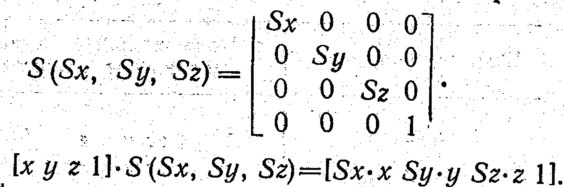 S(Sx, Sy, Sz) = [Sx 0 0 0
0 Sy 0 0
0 0 Sz 0
0 0 0 1].
[x y z 1]·S(Sx, Sy, Sz)=[Sx·x Sy·y Sz·z 1].